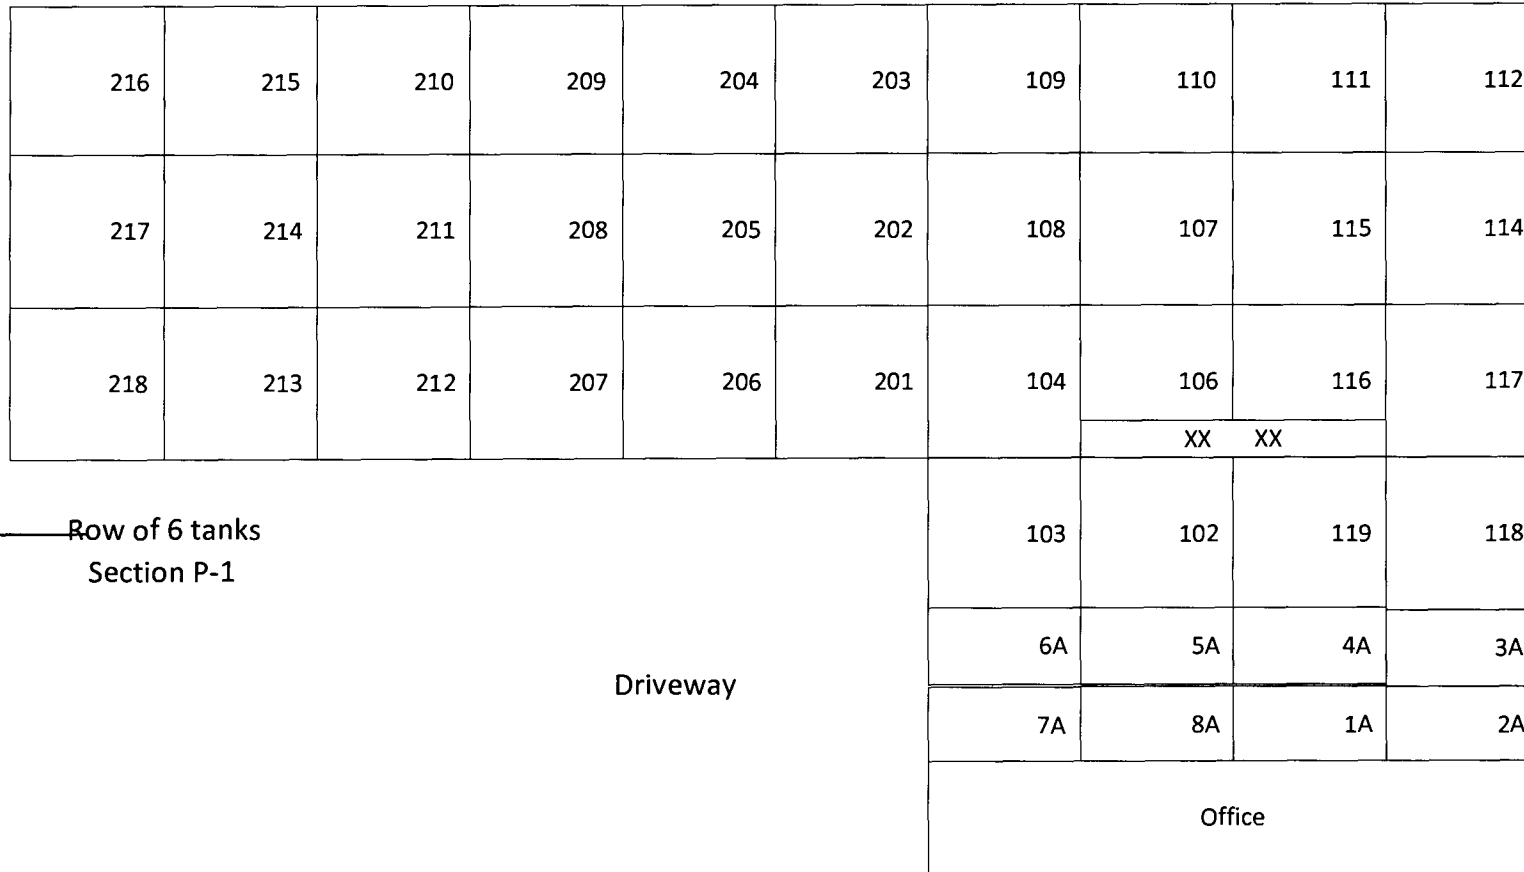 216 215 210 209 204 203 109 110 111 112
217 214 211 208 205 202 108 107 115 114
218 213 212 207 206 201 104 106 116 117
XX XX
Row of 6 tanks
Section P-1
103 102 119 118
6A 5A 4A 3A
Driveway
7A 8A 1A 2A
Office